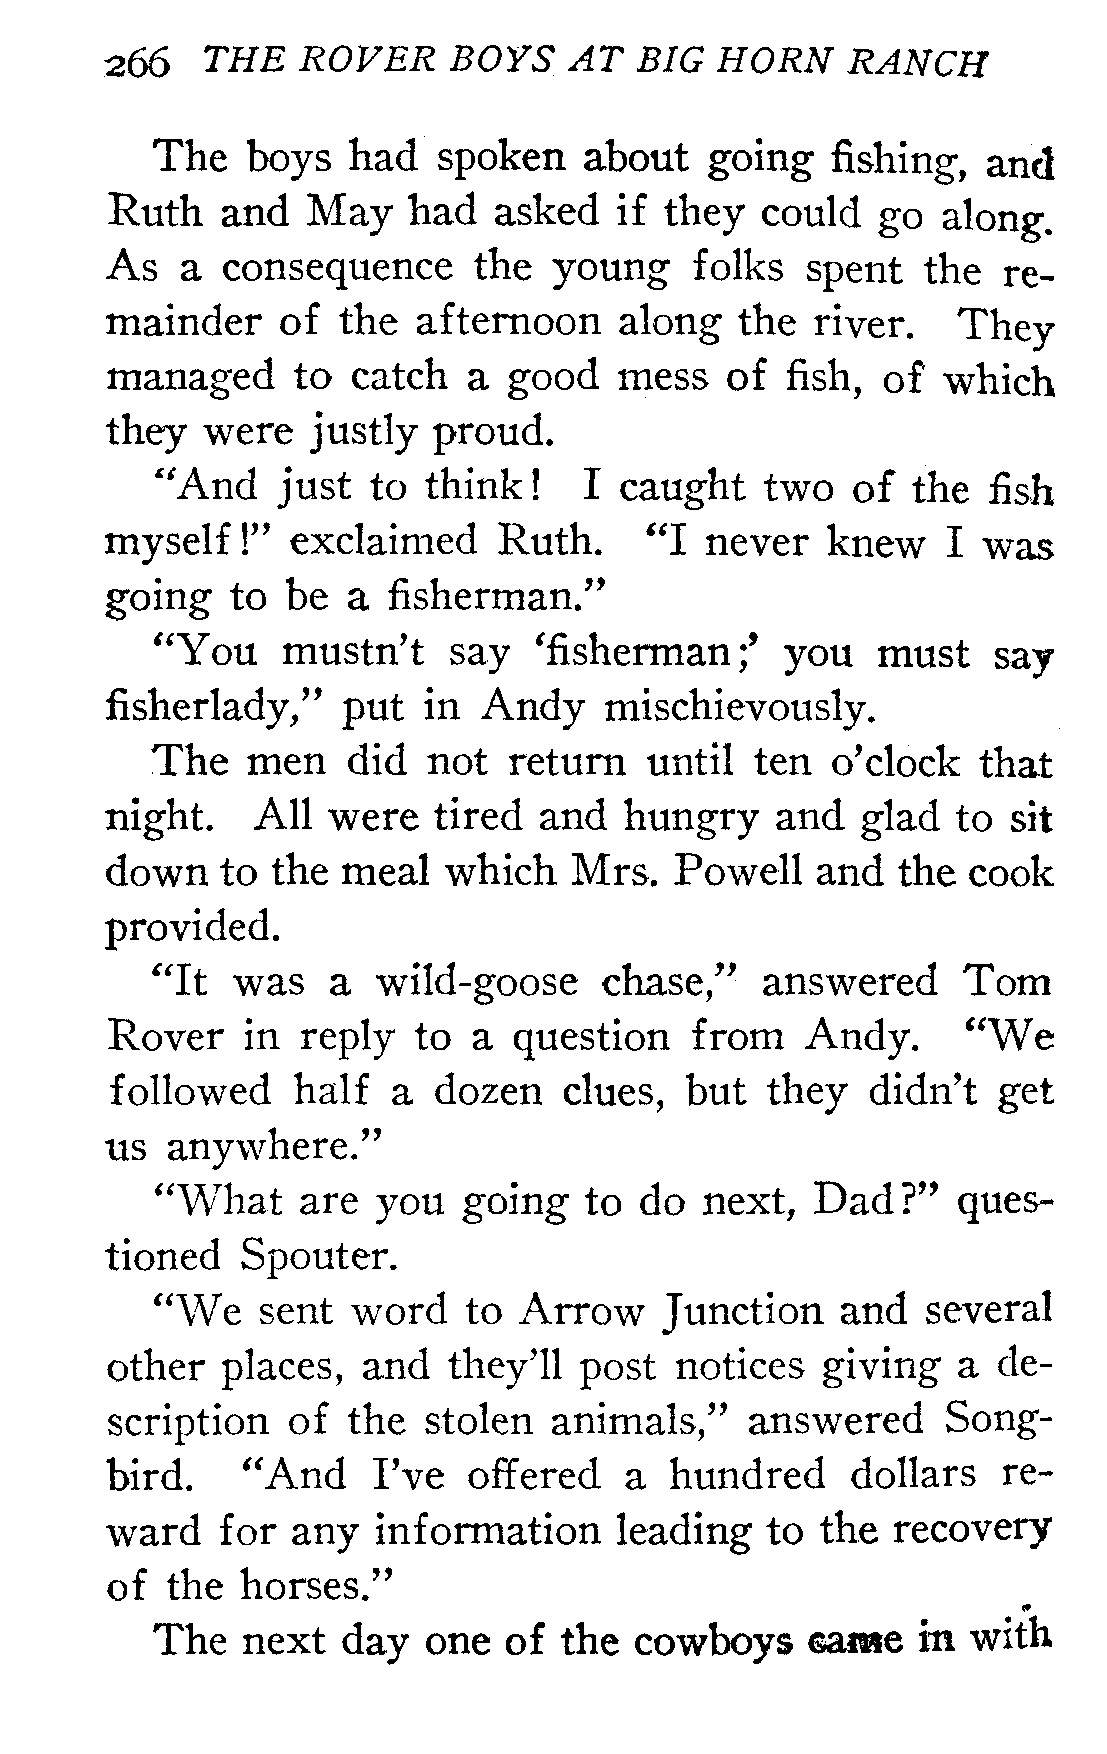 266 THE ROVER BOYS AT BIG HORN RANCH
The boys had spoken about going fishing, and
Ruth and May had asked if they could go along.
As a consequence the young folks spent the re-
mainder of the afternoon along the river. They
managed to catch a good mess of fish, of which
they were justly proud.
“And just to think! I caught two of the fish
myself!” exclaimed Ruth. “I never knew I was
going to be a fisherman.”
“You mustn’t say ‘fisherman;’ you must say
fisherlady,” put in Andy mischievously.
The men did not return until ten o’clock that
night. All were tired and hungry and glad to sit
down to the meal which Mrs. Powell and the cook
provided.
“It was a wild-goose chase,” answered Tom
Rover in reply to a question from Andy. “We
followed half a dozen clues, but they didn’t get
us anywhere.”
“What are you going to do next, Dad?” ques-
tioned Spouter.
“We sent word to Arrow Junction and several
other places, and they’ll post notices giving a de-
scription of the stolen animals,” answered Song-
bird. “And I’ve offered a hundred dollars re-
ward for any information leading to the recovery
of the horses.”
The next day one of the cowboys came in with